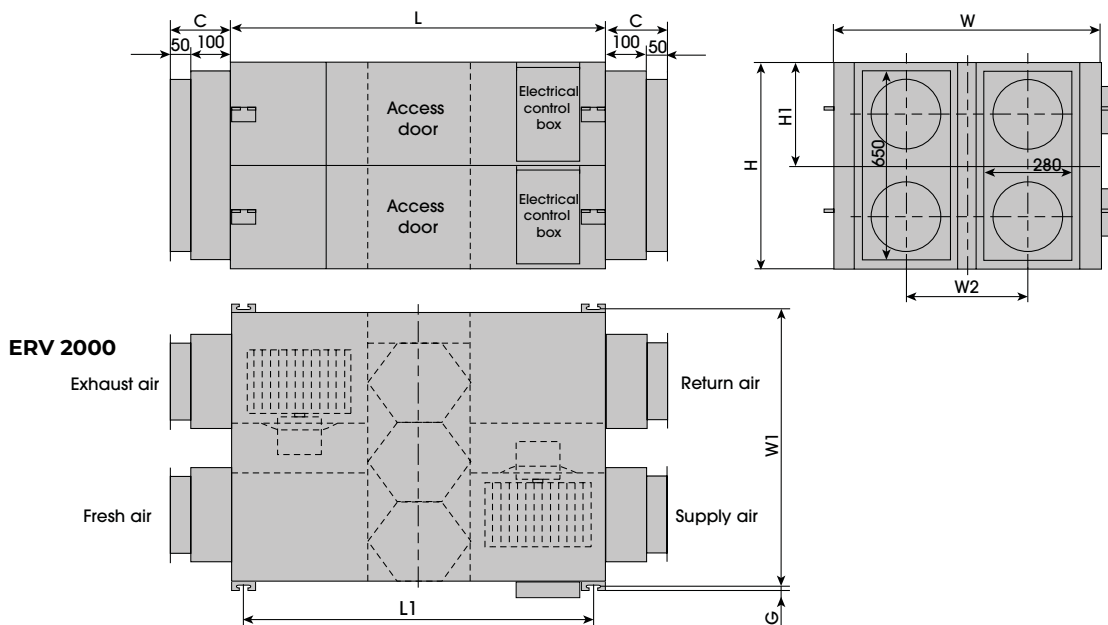 C
L
C
50
100
100
50
Access
door
Electrical
control
box
Access
door
Electrical
control
box
W
H
H1
650
280
W2
ERV 2000
Exhaust air
Return air
Fresh air
Supply air
W1
L1
G